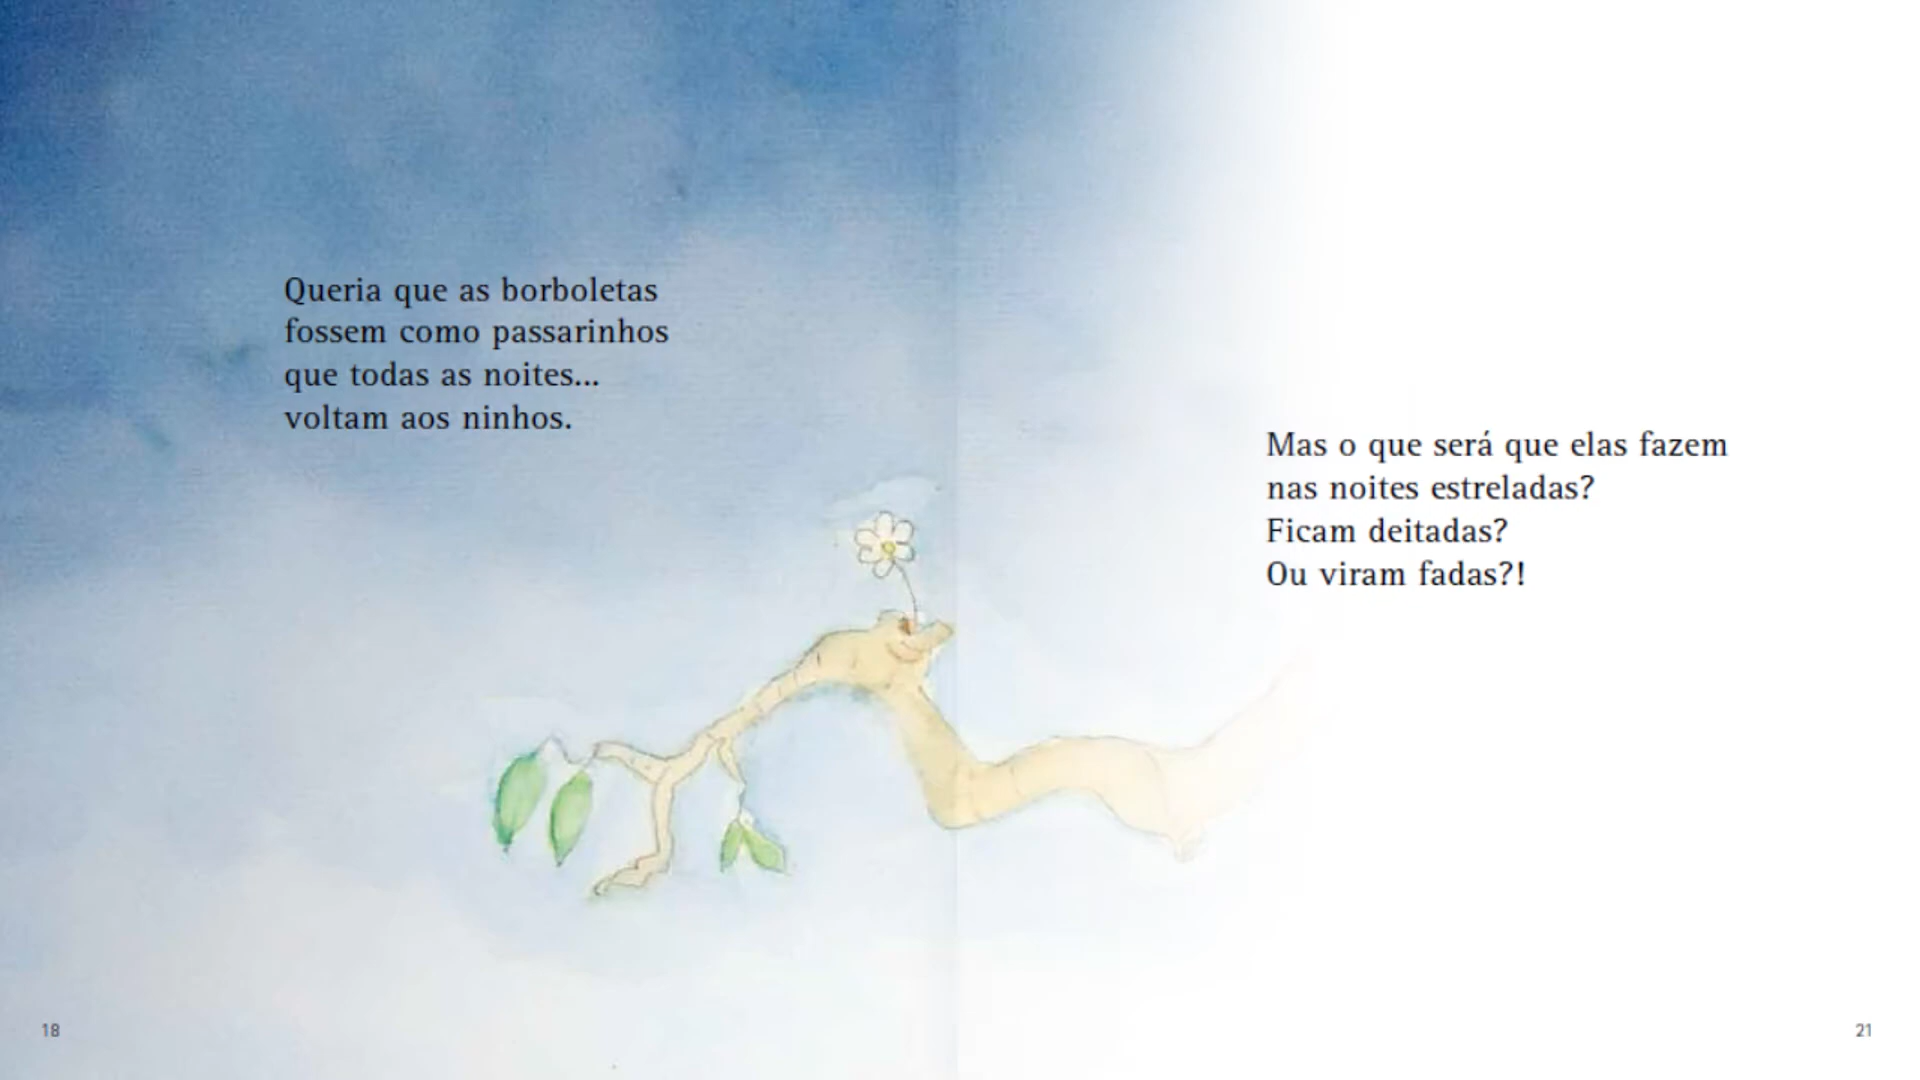 Queria que as borboletas
fossem como passarinhos
que todas as noites...
voltam aos ninhos.
Mas o que será que elas fazem
nas noites estreladas?
Ficam deitadas?
Ou viram fadas?!
18
21